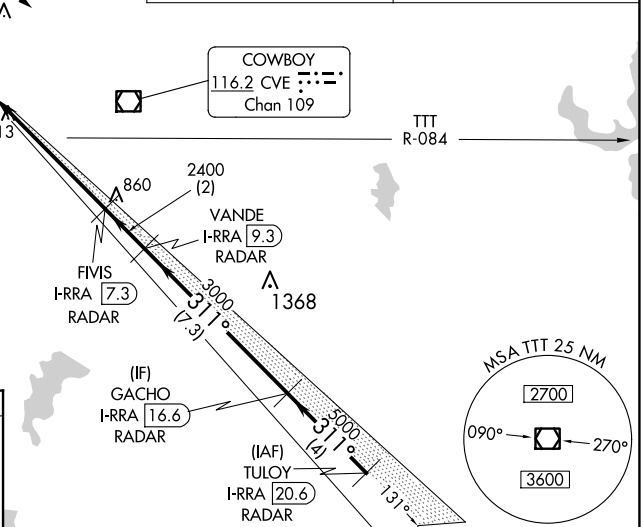 COWBOY
116.2 CVE
Chan 109
13
TTT
R-084
860
2400
(2)
VANDE
I-RRA 9.3
RADAR
FIVIS
I-RRA 7.3
RADAR
3000
311°
(7.3)
1368
(IF)
GACHO
I-RRA 16.6
RADAR
5000
311°
(4)
(IAF)
TULOY
I-RRA 20.6
RADAR
131°
MSA TTT 25 NM
2700
090°
270°
3600